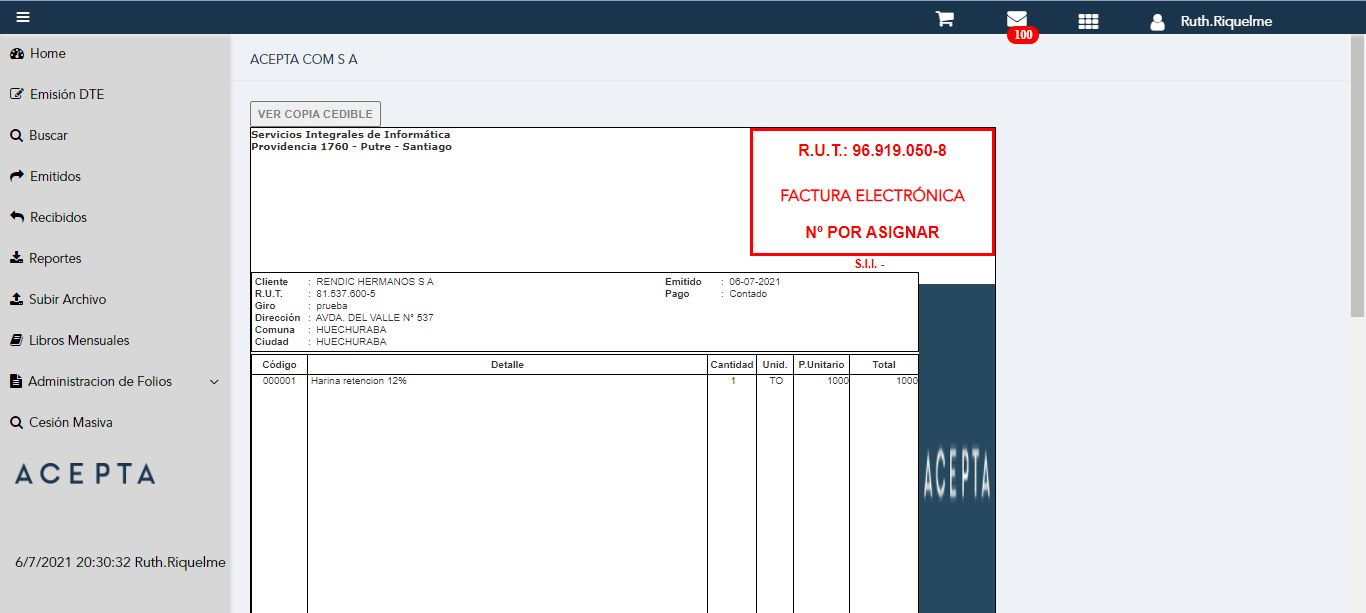 Ruth.Riquelme
100
Home
Emisión DTE
Buscar
Emitidos
Recibidos
Reportes
Subir Archivo
Libros Mensuales
Administracion de Folios
Cesión Masiva
ACEPTA
6/7/2021 20:30:32 Ruth.Riquelme
ACEPTA COM S A
VER COPIA CEDIBLE
Servicios Integrales de Informática
Providencia 1760 - Putre - Santiago
R.U.T.: 96.919.050-8
FACTURA ELECTRÓNICA
Nº POR ASIGNAR
S.I.I. -
Cliente : RENDIC HERMANOS S A Emitido : 06-07-2021
R.U.T. : 81.537.600-5 Pago : Contado
Giro : prueba
Dirección : AVDA. DEL VALLE N° 537
Comuna : HUECHURABA
Ciudad : HUECHURABA
Código Detalle Cantidad Unid. P.Unitario Total
000001 Harina retencion 12% 1 TO 1000 1000
ACEPTA